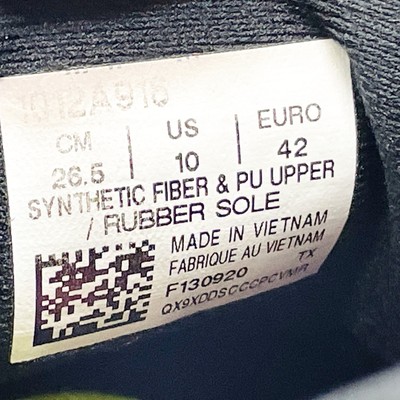 1012A916
CM US EURO
26.5 10 42
SYNTHETIC FIBER & PU UPPER
/ RUBBER SOLE
MADE IN VIETNAM
FABRIQUE AU VIETNAM
F130920 TX
QX9XDDSCCCPCVMR